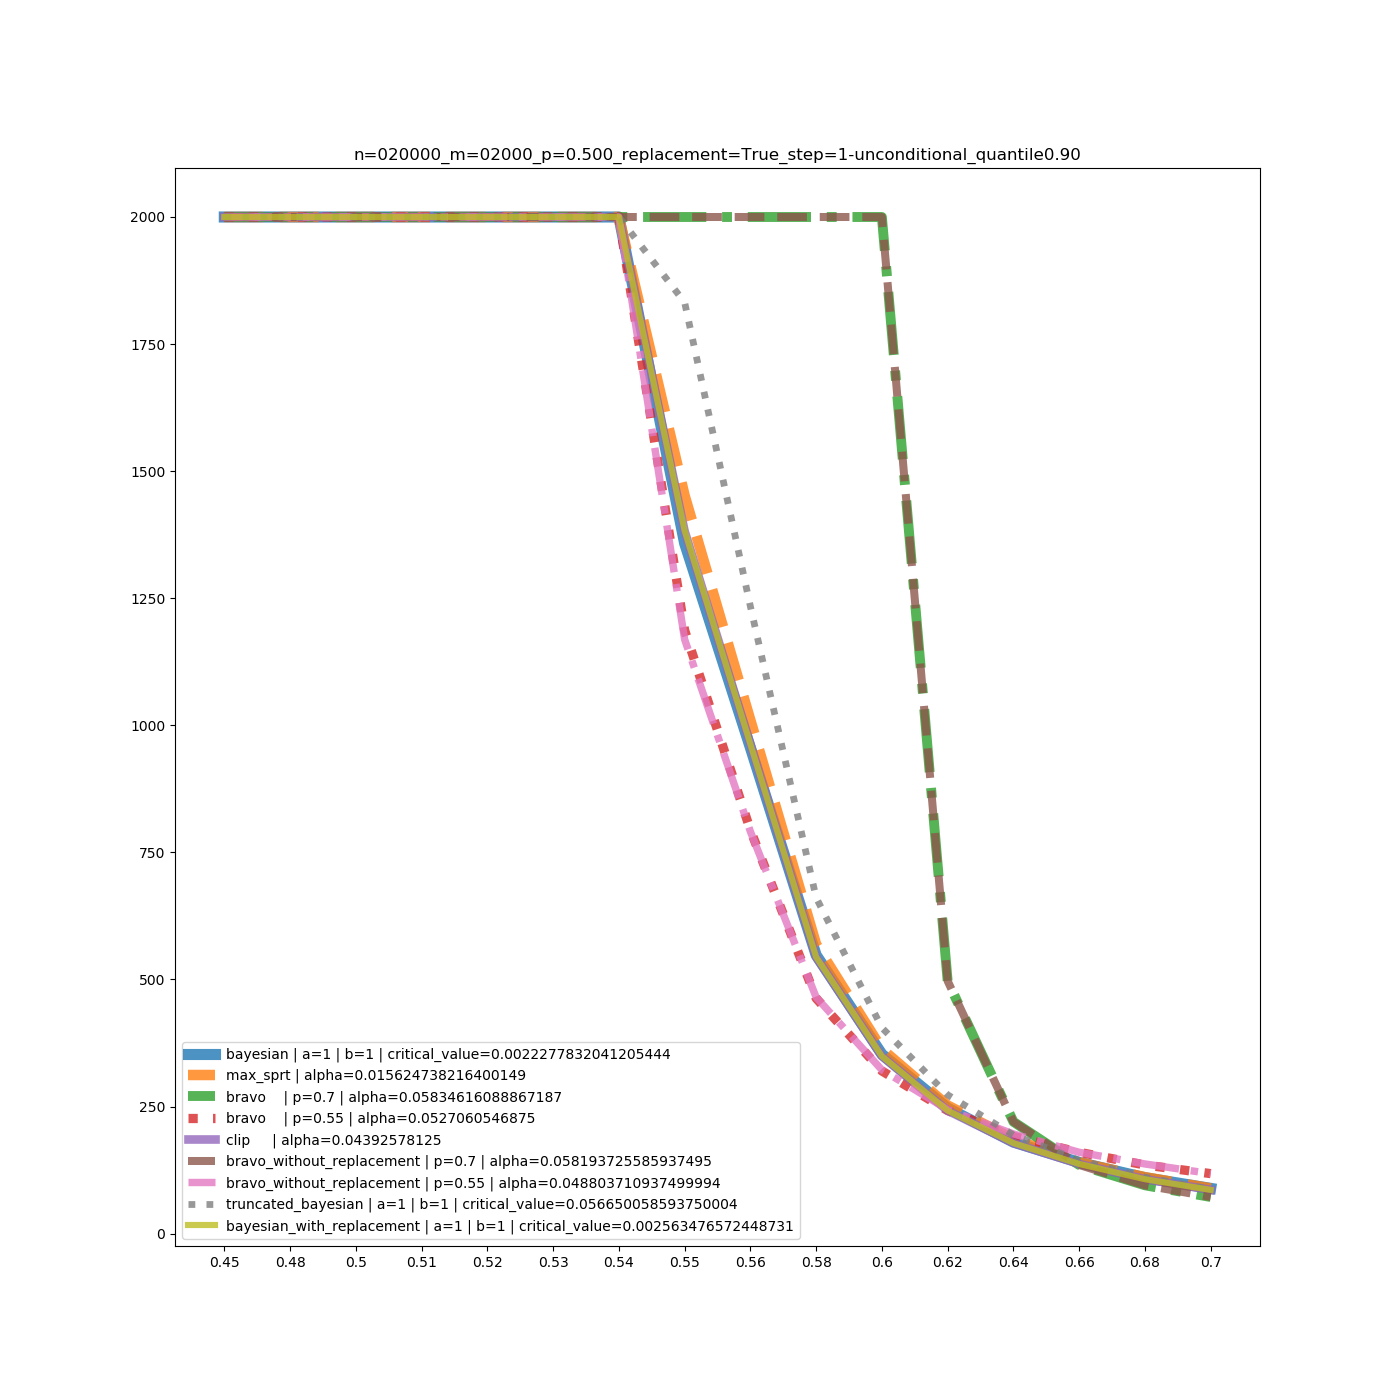 n=020000_m=02000_p=0.500_replacement=True_step=1-unconditional_quantile0.90
2000
1750
1500
1250
1000
750
500
250
0
bayesian | a=1 | b=1 | critical_value=0.0022277832041205444
max_sprt | alpha=0.015624738216400149
bravo | p=0.7 | alpha=0.05834616088867187
bravo | p=0.55 | alpha=0.0527060546875
clip | alpha=0.04392578125
bravo_without_replacement | p=0.7 | alpha=0.058193725585937495
bravo_without_replacement | p=0.55 | alpha=0.048803710937499994
truncated_bayesian | a=1 | b=1 | critical_value=0.056650058593750004
bayesian_with_replacement | a=1 | b=1 | critical_value=0.002563476572448731
0.45 0.48 0.5 0.51 0.52 0.53 0.54 0.55 0.56 0.58 0.6 0.62 0.64 0.66 0.68 0.7